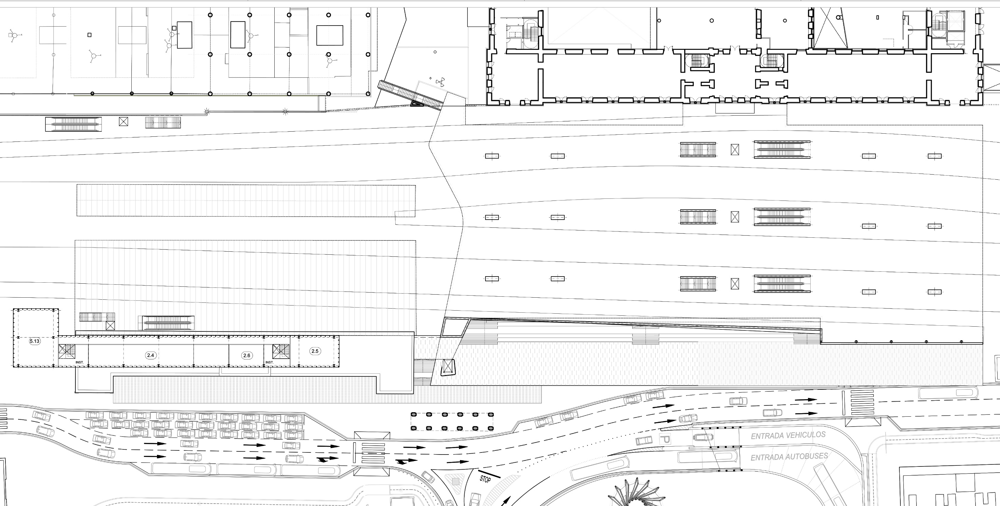 5.13
2.4
2.6
2.5
INST.
INST.
P
ENTRADA VEHICULOS
ENTRADA AUTOBUSES
STOP